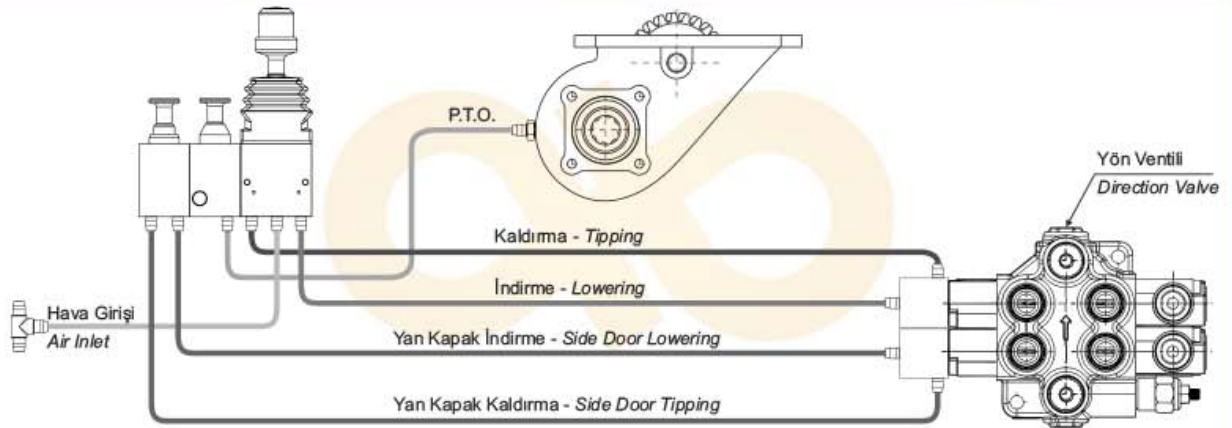 P.T.O.
Yön Ventili
Direction Valve
Kaldırma - Tipping
İndirme - Lowering
Hava Girişi
Air Inlet
Yan Kapak İndirme - Side Door Lowering
Yan Kapak Kaldırma - Side Door Tipping